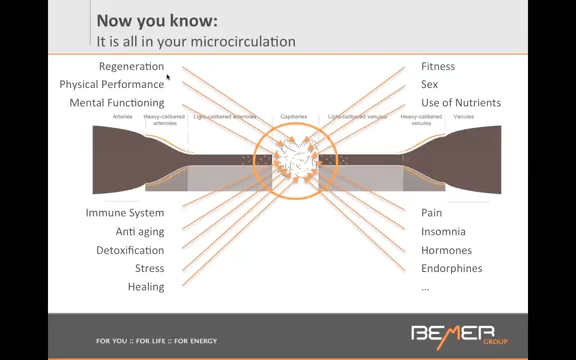 Now you know:
It is all in your microcirculation
Regeneration
Physical Performance
Mental Functioning
Fitness
Sex
Use of Nutrients
Arteries
Heavy-calibered
arterioles
Light-calibered arterioles
Capillaries
Light-calibered venules
Heavy-calibered
venules
Venules
Immune System
Anti aging
Detoxification
Stress
Healing
Pain
Insomnia
Hormones
Endorphines
...
FOR YOU :: FOR LIFE :: FOR ENERGY
BEMER
GROUP